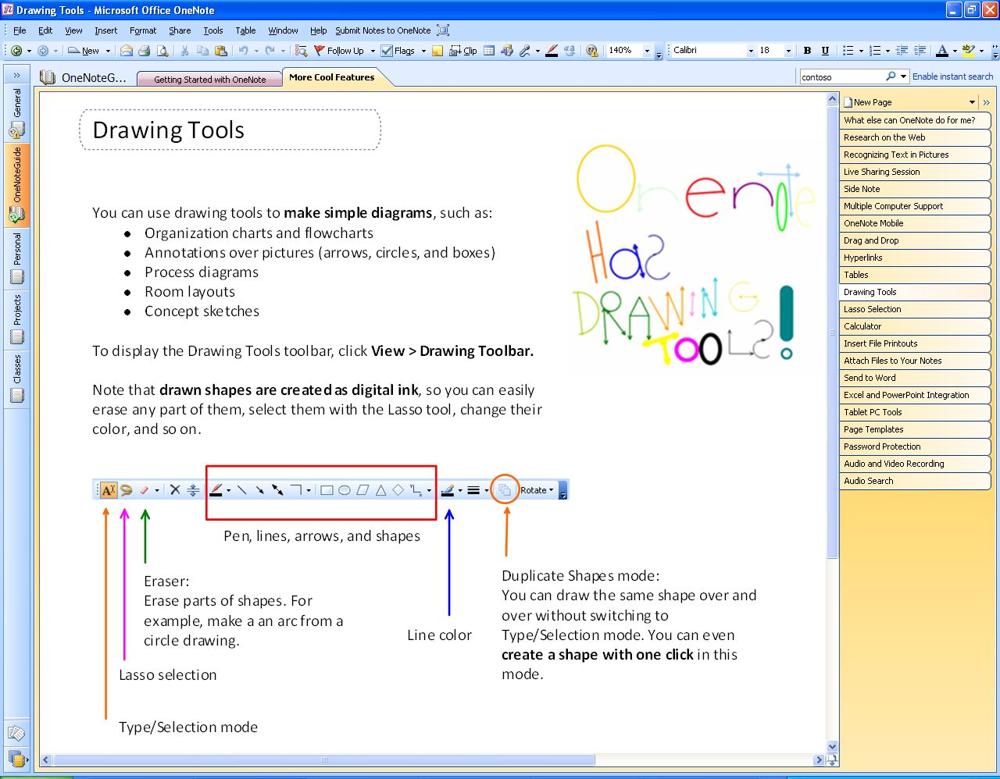 Drawing Tools - Microsoft Office OneNote
File Edit View Insert Format Share Tools Table Window Help Submit Notes to OneNote
New Follow Up Flags Clip 140% Calibri 18 B U A ab
OneNoteG... Getting Started with OneNote More Cool Features contoso Enable instant search
General
OneNoteGuide
Personal
Projects
Classes
Drawing Tools
You can use drawing tools to make simple diagrams, such as:
Organization charts and flowcharts
Annotations over pictures (arrows, circles, and boxes)
Process diagrams
Room layouts
Concept sketches
To display the Drawing Tools toolbar, click View > Drawing Toolbar.
Note that drawn shapes are created as digital ink, so you can easily
erase any part of them, select them with the Lasso tool, change their
color, and so on.
Onenote
Has
DRAWING
TOOLS!
A Rotate
Pen, lines, arrows, and shapes
Eraser:
Erase parts of shapes. For
example, make a an arc from a
circle drawing.
Lasso selection
Type/Selection mode
Line color
Duplicate Shapes mode:
You can draw the same shape over and
over without switching to
Type/Selection mode. You can even
create a shape with one click in this
mode.
New Page
What else can OneNote do for me?
Research on the Web
Recognizing Text in Pictures
Live Sharing Session
Side Note
Multiple Computer Support
OneNote Mobile
Drag and Drop
Hyperlinks
Tables
Drawing Tools
Lasso Selection
Calculator
Insert File Printouts
Attach Files to Your Notes
Send to Word
Excel and PowerPoint Integration
Tablet PC Tools
Page Templates
Password Protection
Audio and Video Recording
Audio Search